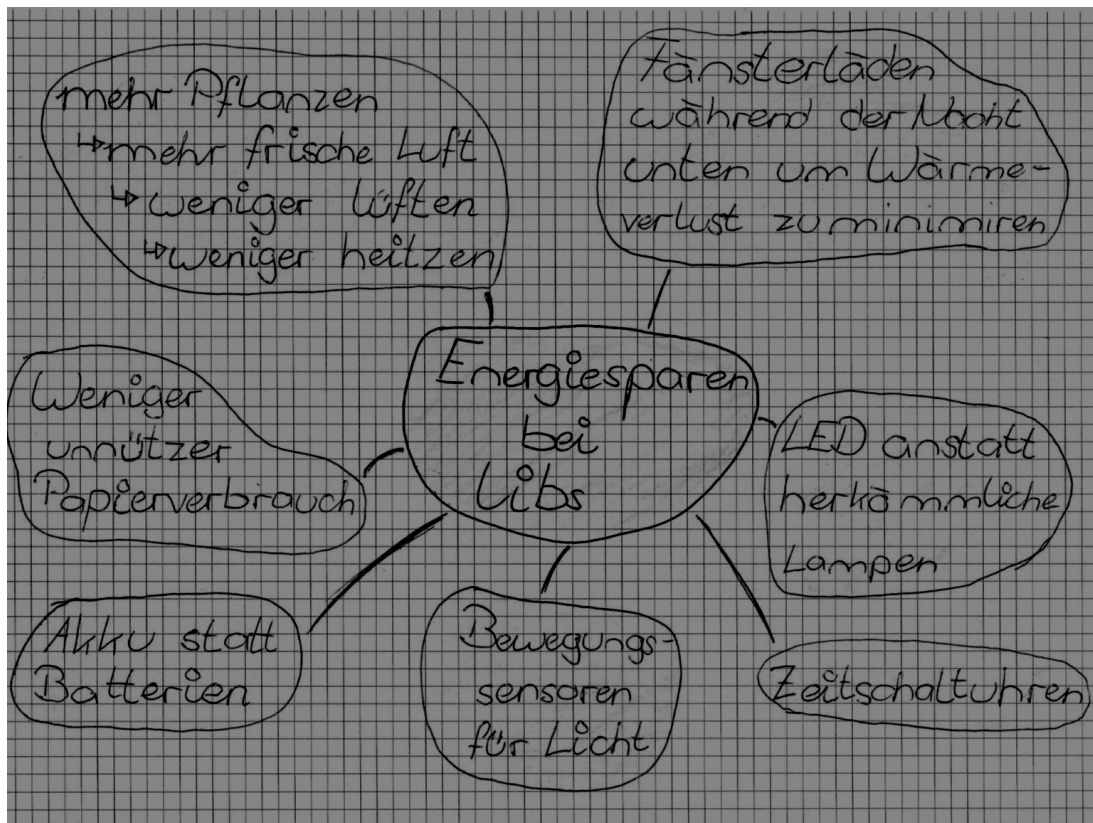 mehr Pflanzen
↳mehr frische Luft
↳weniger lüften
↳weniger heitzen
Fänsterläden
während der Nacht
unten um Wärme-
verlust zu minimiren
Energiesparen
bei
libs
Weniger
unnützer
Papierverbrauch
LED anstatt
herkömmliche
Lampen
Akku statt
Batterien
Bewegungs-
sensoren
für Licht
Zeitschaltuhren